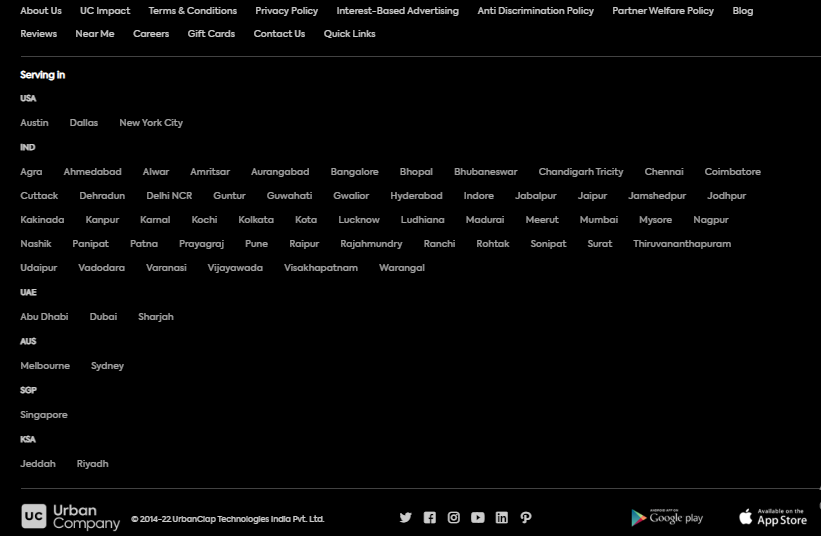 About Us UC Impact Terms & Conditions Privacy Policy Interest-Based Advertising Anti Discrimination Policy Partner Welfare Policy Blog
Reviews Near Me Careers Gift Cards Contact Us Quick Links
Serving in
USA
Austin Dallas New York City
IND
Agra Ahmedabad Alwar Amritsar Aurangabad Bangalore Bhopal Bhubaneswar Chandigarh Tricity Chennai Coimbatore
Cuttack Dehradun Delhi NCR Guntur Guwahati Gwalior Hyderabad Indore Jabalpur Jaipur Jamshedpur Jodhpur
Kakinada Kanpur Karnal Kochi Kolkata Kota Lucknow Ludhiana Madurai Meerut Mumbai Mysore Nagpur
Nashik Panipat Patna Prayagraj Pune Raipur Rajahmundry Ranchi Rohtak Sonipat Surat Thiruvananthapuram
Udaipur Vadodara Varanasi Vijayawada Visakhapatnam Warangal
UAE
Abu Dhabi Dubai Sharjah
AUS
Melbourne Sydney
SGP
Singapore
KSA
Jeddah Riyadh
UC Urban Company © 2014-22 UrbanClap Technologies India Pvt. Ltd.
ANDROID APP ON
Google play
Available on the
App Store